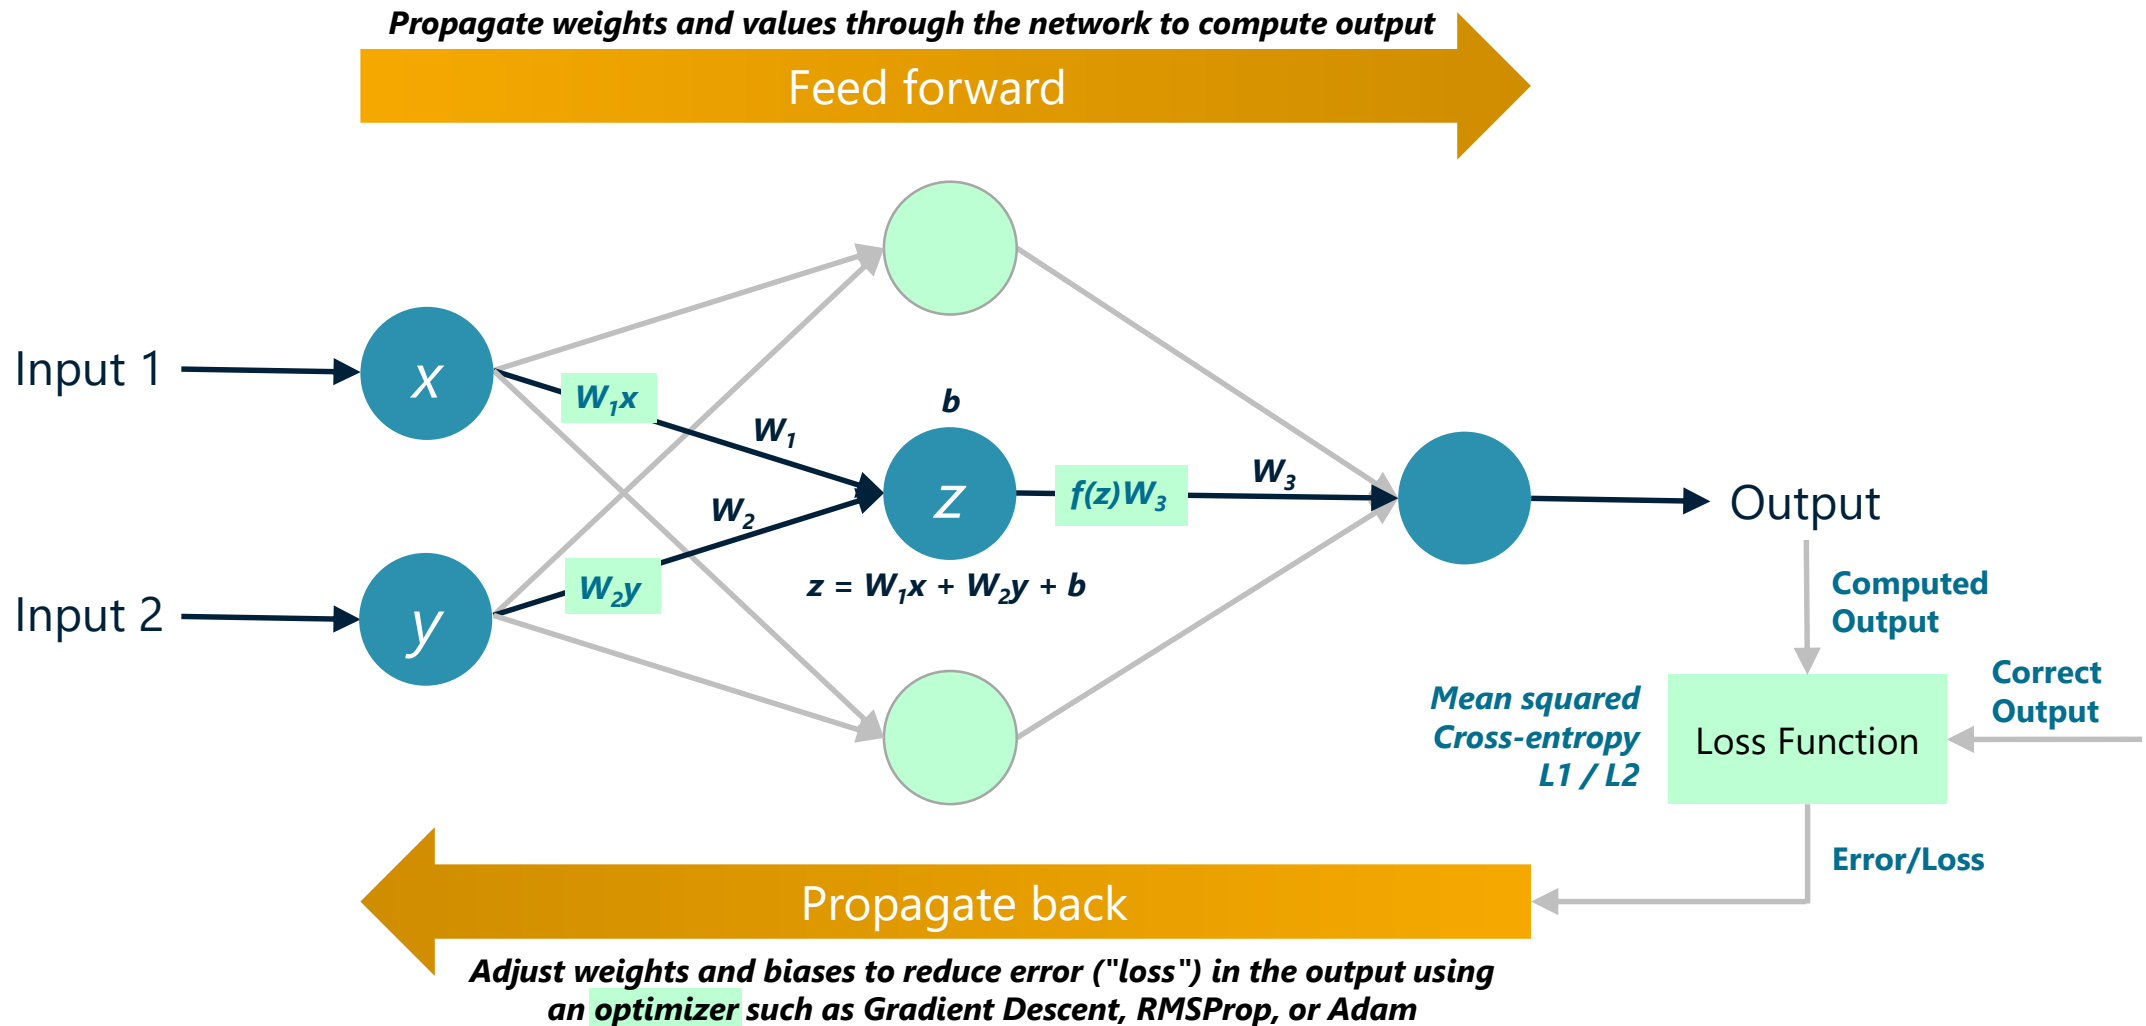 Propagate weights and values through the network to compute output
Feed forward
Input 1
x
W₁x
W₁
b
W₂
z
f(z)W₃
W₃
Output
Input 2
y
W₂y
z = W₁x + W₂y + b
Computed
Output
Correct
Output
Mean squared
Cross-entropy
L1 / L2
Loss Function
Error/Loss
Propagate back
Adjust weights and biases to reduce error ("loss") in the output using
an optimizer such as Gradient Descent, RMSProp, or Adam